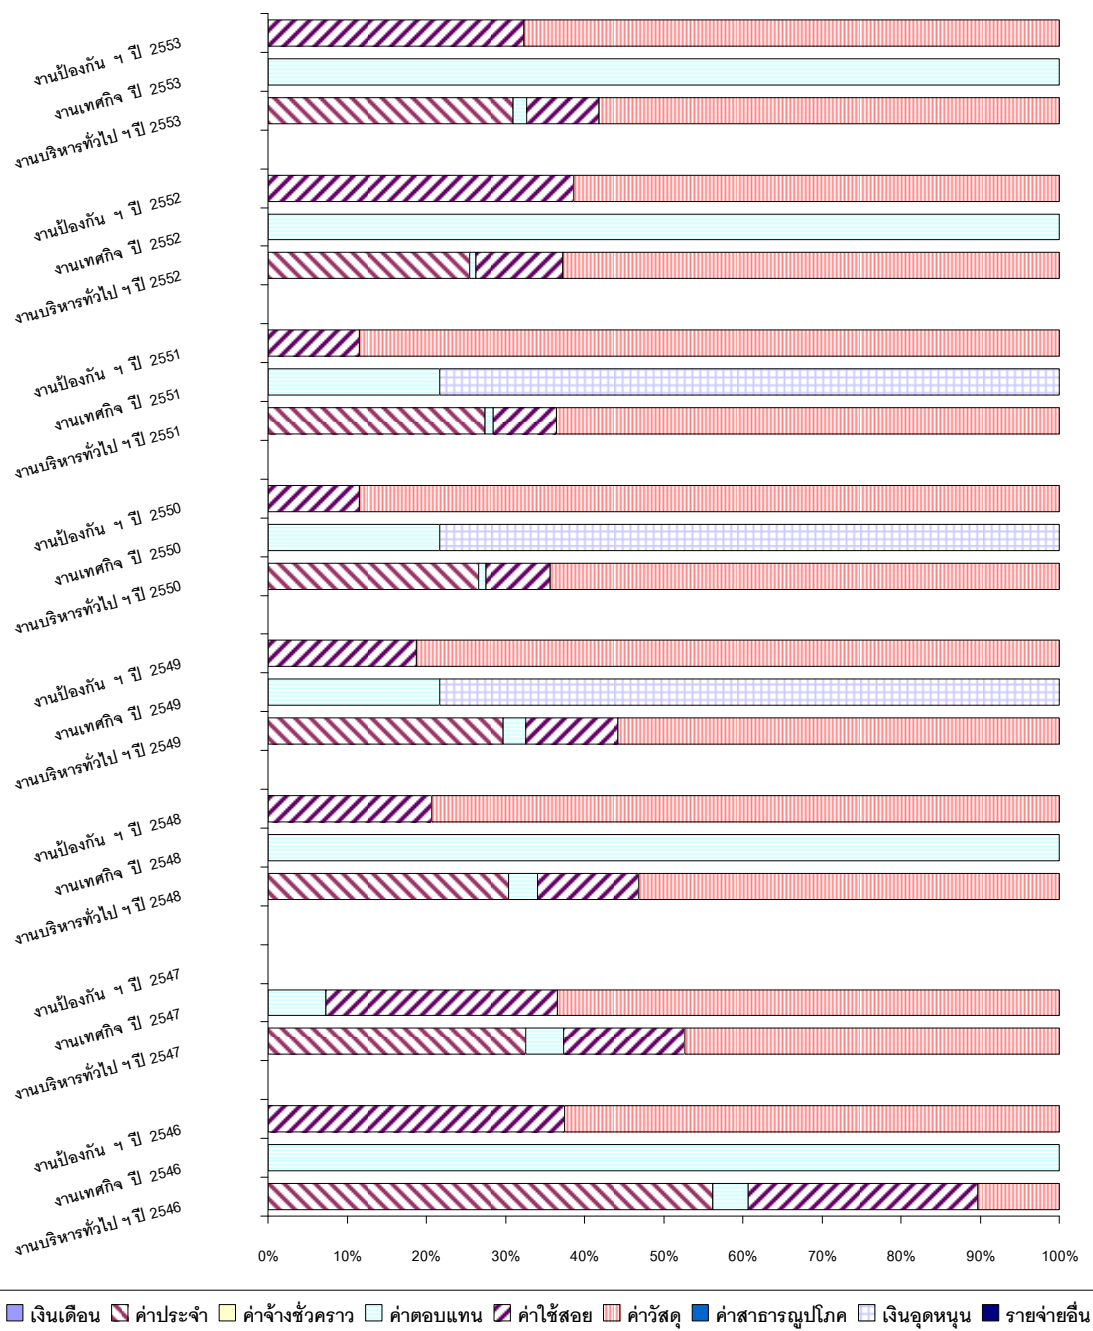 งานป้องกัน ฯ ปี 2553
งานเทศกิจ ปี 2553
งานบริหารทั่วไป ฯ ปี 2553
งานป้องกัน ฯ ปี 2552
งานเทศกิจ ปี 2552
งานบริหารทั่วไป ฯ ปี 2552
งานป้องกัน ฯ ปี 2551
งานเทศกิจ ปี 2551
งานบริหารทั่วไป ฯ ปี 2551
งานป้องกัน ฯ ปี 2550
งานเทศกิจ ปี 2550
งานบริหารทั่วไป ฯ ปี 2550
งานป้องกัน ฯ ปี 2549
งานเทศกิจ ปี 2549
งานบริหารทั่วไป ฯ ปี 2549
งานป้องกัน ฯ ปี 2548
งานเทศกิจ ปี 2548
งานบริหารทั่วไป ฯ ปี 2548
งานป้องกัน ฯ ปี 2547
งานเทศกิจ ปี 2547
งานบริหารทั่วไป ฯ ปี 2547
งานป้องกัน ฯ ปี 2546
งานเทศกิจ ปี 2546
งานบริหารทั่วไป ฯ ปี 2546
0% 10% 20% 30% 40% 50% 60% 70% 80% 90% 100%
เงินเดือน ค่าประจำ ค่าจ้างชั่วคราว ค่าตอบแทน ค่าใช้สอย ค่าวัสดุ ค่าสาธารณูปโภค เงินอุดหนุน รายจ่ายอื่น